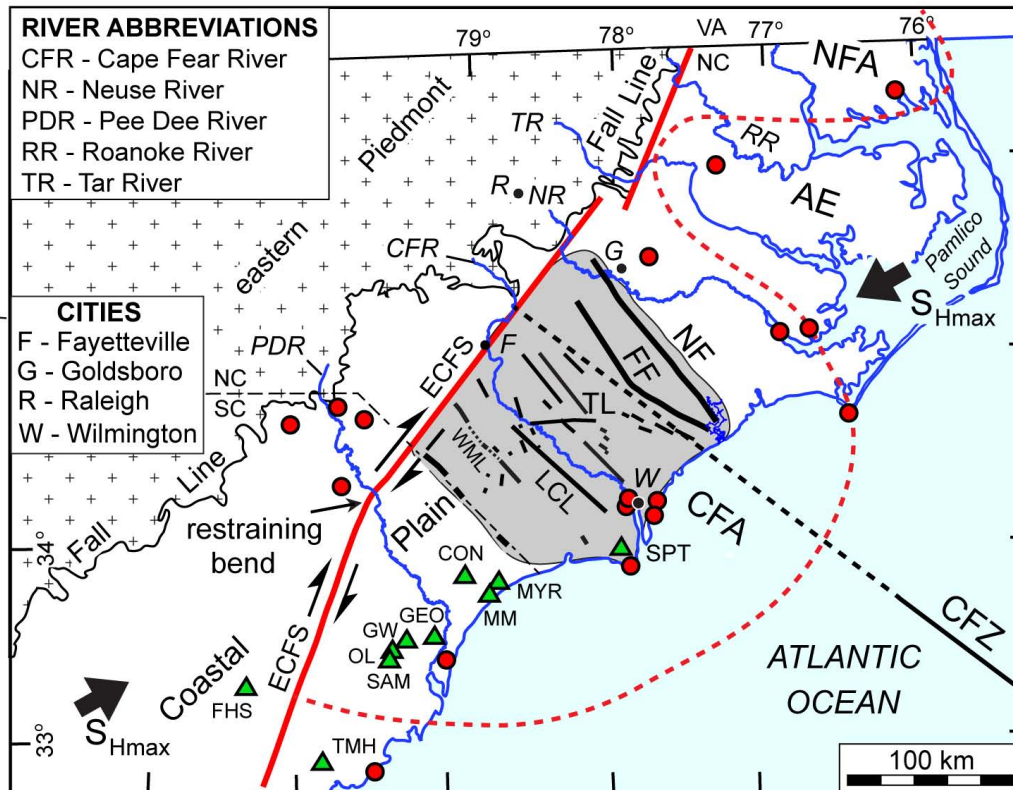 RIVER ABBREVIATIONS
CFR - Cape Fear River
NR - Neuse River
PDR - Pee Dee River
RR - Roanoke River
TR - Tar River
79°
78°
VA
NC
77°
76°
NFA
Piedmont
Fall Line
TR
RR
R
NR
AE
Pamlico
Sound
eastern
CFR
G
SHmax
CITIES
F - Fayetteville
G - Goldsboro
R - Raleigh
W - Wilmington
PDR
ECFS
F
NF
FF
NC
SC
TL
WML
LCL
W
CFA
Fall Line
restraining
bend
Coastal Plain
34°
CON
SPT
MYR
MM
GEO
GW
OL
SAM
CFZ
ECFS
FHS
SHmax
ATLANTIC
OCEAN
33°
TMH
100 km